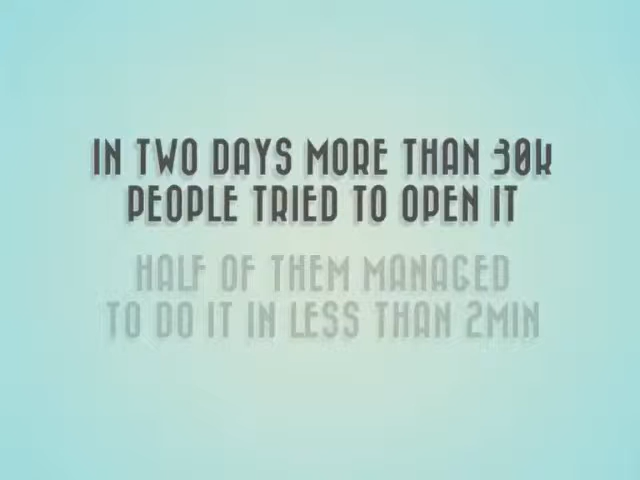 IN TWO DAYS MORE THAN 30K
PEOPLE TRIED TO OPEN IT
HALF OF THEM MANAGED
TO DO IT IN LESS THAN 2MIN